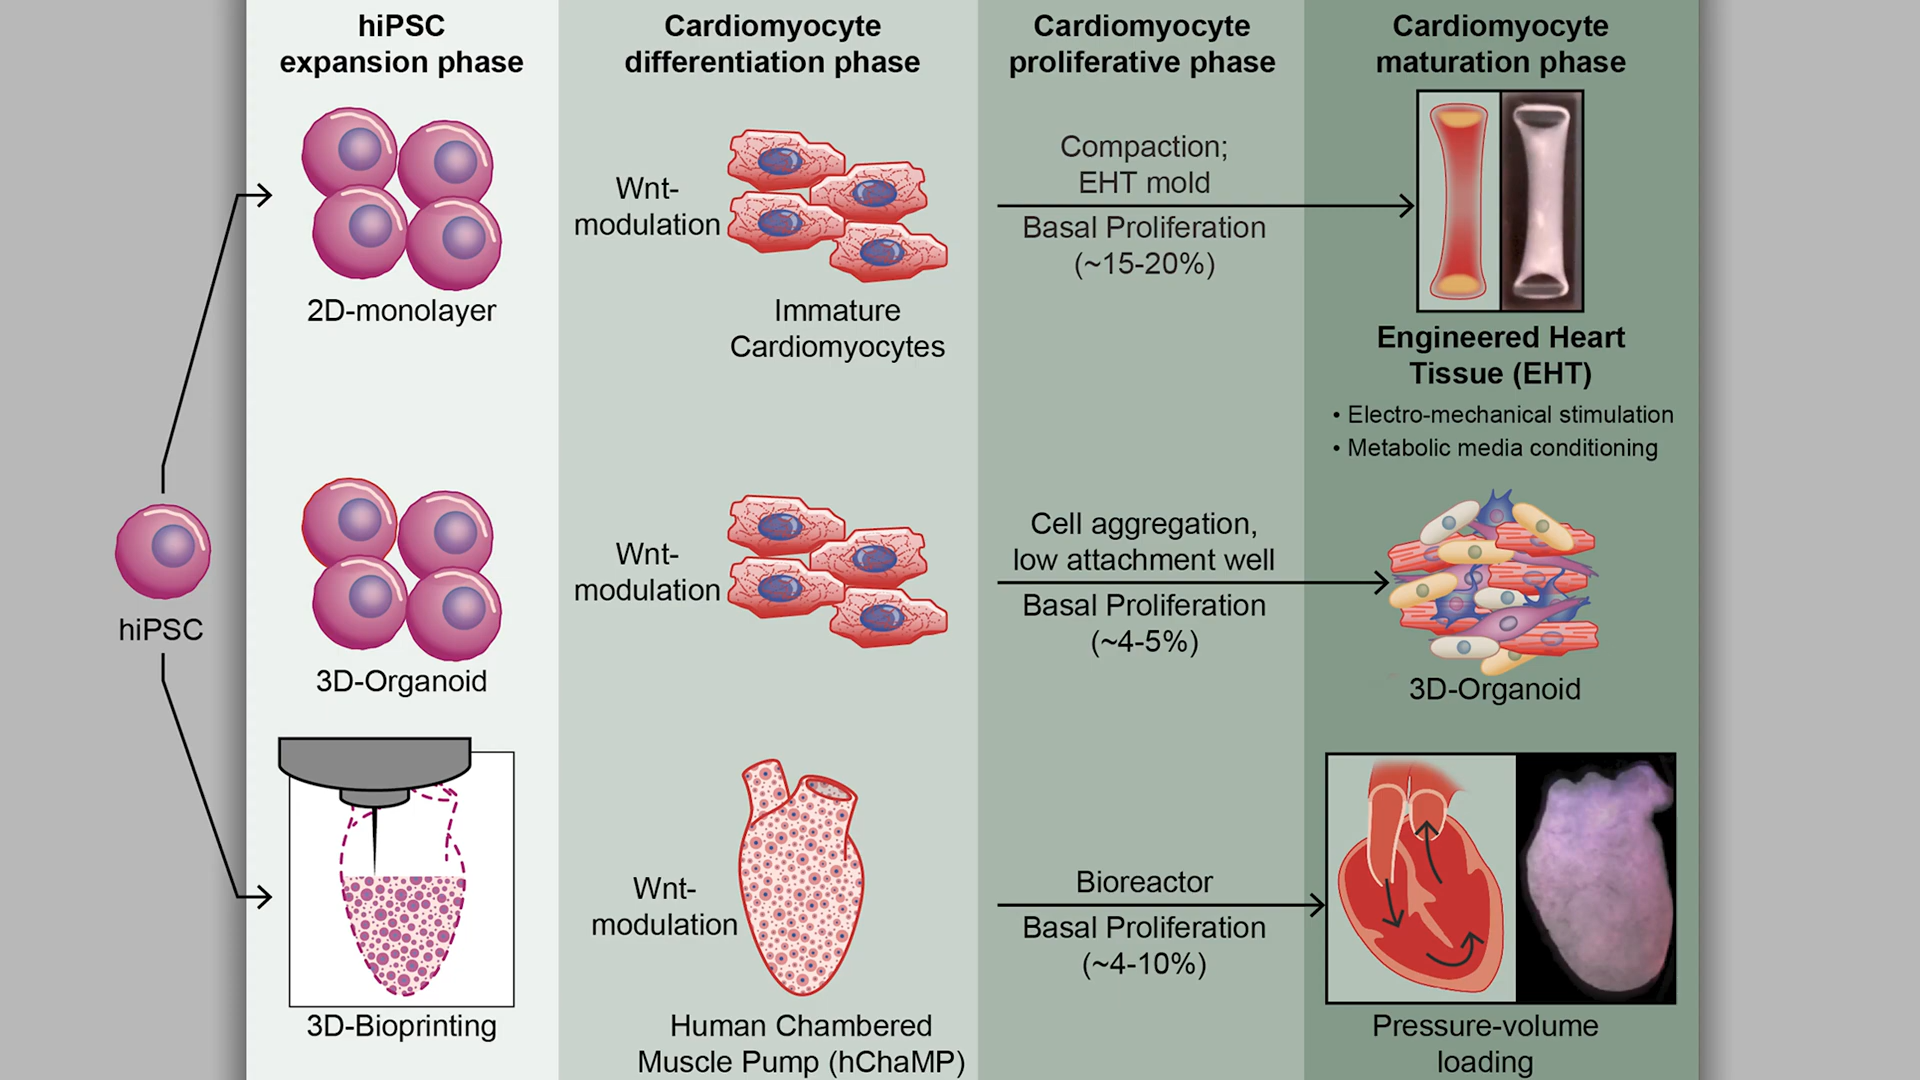 hiPSC
expansion phase
Cardiomyocyte
differentiation phase
Cardiomyocyte
proliferative phase
Cardiomyocyte
maturation phase
2D-monolayer
Wnt-
modulation
Immature
Cardiomyocytes
Compaction;
EHT mold
Basal Proliferation
(~15-20%)
Engineered Heart
Tissue (EHT)
• Electro-mechanical stimulation
• Metabolic media conditioning
hiPSC
3D-Organoid
Wnt-
modulation
Cell aggregation,
low attachment well
Basal Proliferation
(~4-5%)
3D-Organoid
3D-Bioprinting
Wnt-
modulation
Human Chambered
Muscle Pump (hChaMP)
Bioreactor
Basal Proliferation
(~4-10%)
Pressure-volume
loading